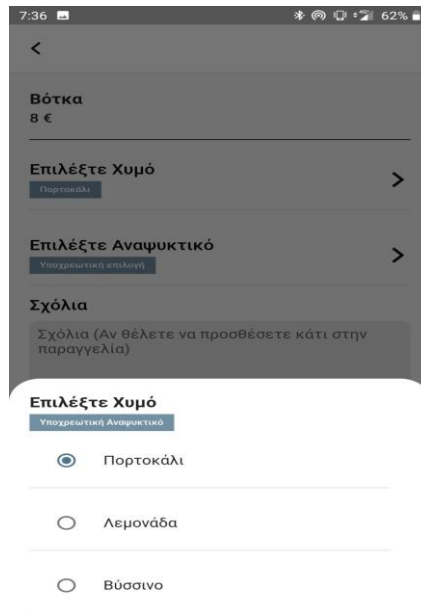 7:36 62%
Βότκα
8 €
Επιλέξτε Χυμό
Πορτοκάλι
Επιλέξτε Αναψυκτικό
Υποχρεωτική επιλογή
Σχόλια
Σχόλια (Αν θέλετε να προσθέσετε κάτι στην
παραγγελία)
Επιλέξτε Χυμό
Υποχρεωτική Αναψυκτικό
Πορτοκάλι
Λεμονάδα
Βύσσινο